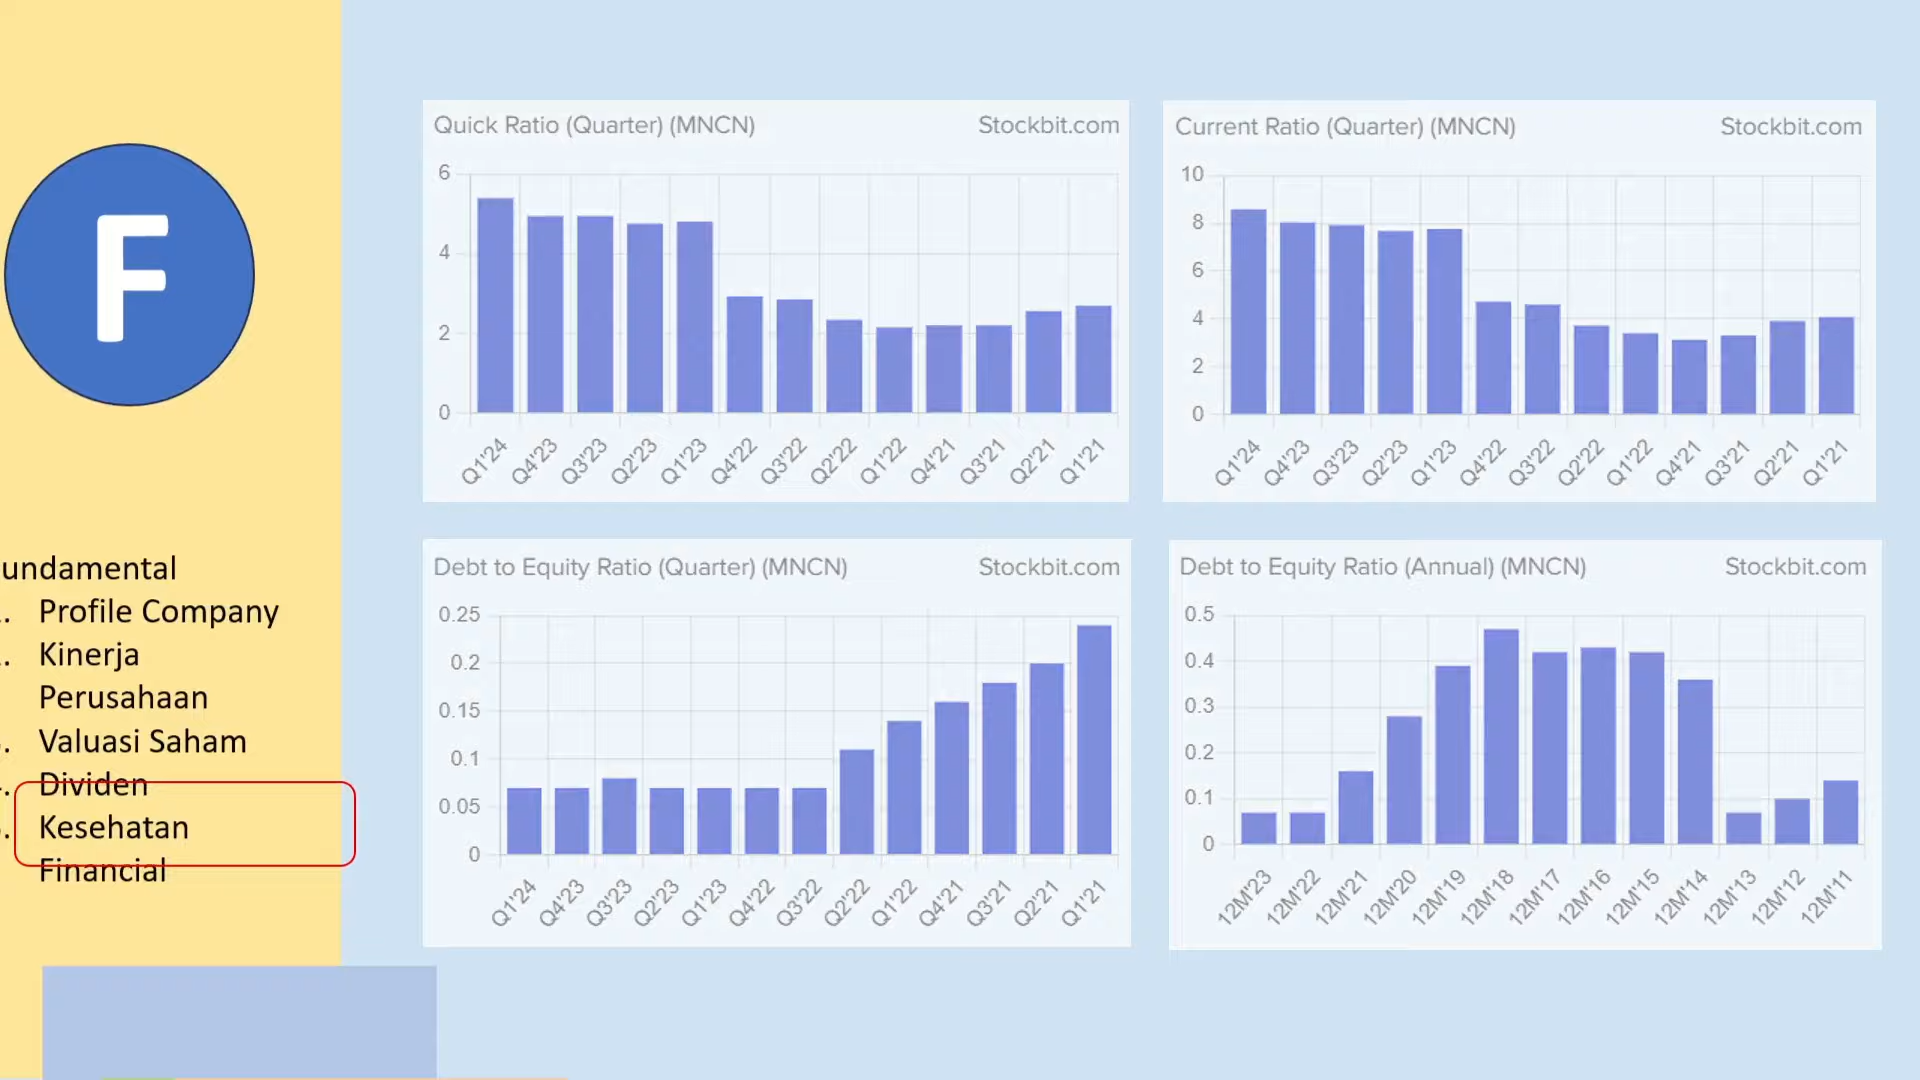 F
undamental
Profile Company
Kinerja
Perusahaan
Valuasi Saham
Dividen
Kesehatan
Financial
Quick Ratio (Quarter) (MNCN) Stockbit.com
6
4
2
0
Q1'24 Q4'23 Q3'23 Q2'23 Q1'23 Q4'22 Q3'22 Q2'22 Q1'22 Q4'21 Q3'21 Q2'21 Q1'21
Current Ratio (Quarter) (MNCN) Stockbit.com
10
8
6
4
2
0
Q1'24 Q4'23 Q3'23 Q2'23 Q1'23 Q4'22 Q3'22 Q2'22 Q1'22 Q4'21 Q3'21 Q2'21 Q1'21
Debt to Equity Ratio (Quarter) (MNCN) Stockbit.com
0.25
0.2
0.15
0.1
0.05
0
Q1'24 Q4'23 Q3'23 Q2'23 Q1'23 Q4'22 Q3'22 Q2'22 Q1'22 Q4'21 Q3'21 Q2'21 Q1'21
Debt to Equity Ratio (Annual) (MNCN) Stockbit.com
0.5
0.4
0.3
0.2
0.1
0
12M'23 12M'22 12M'21 12M'20 12M'19 12M'18 12M'17 12M'16 12M'15 12M'14 12M'13 12M'12 12M'11